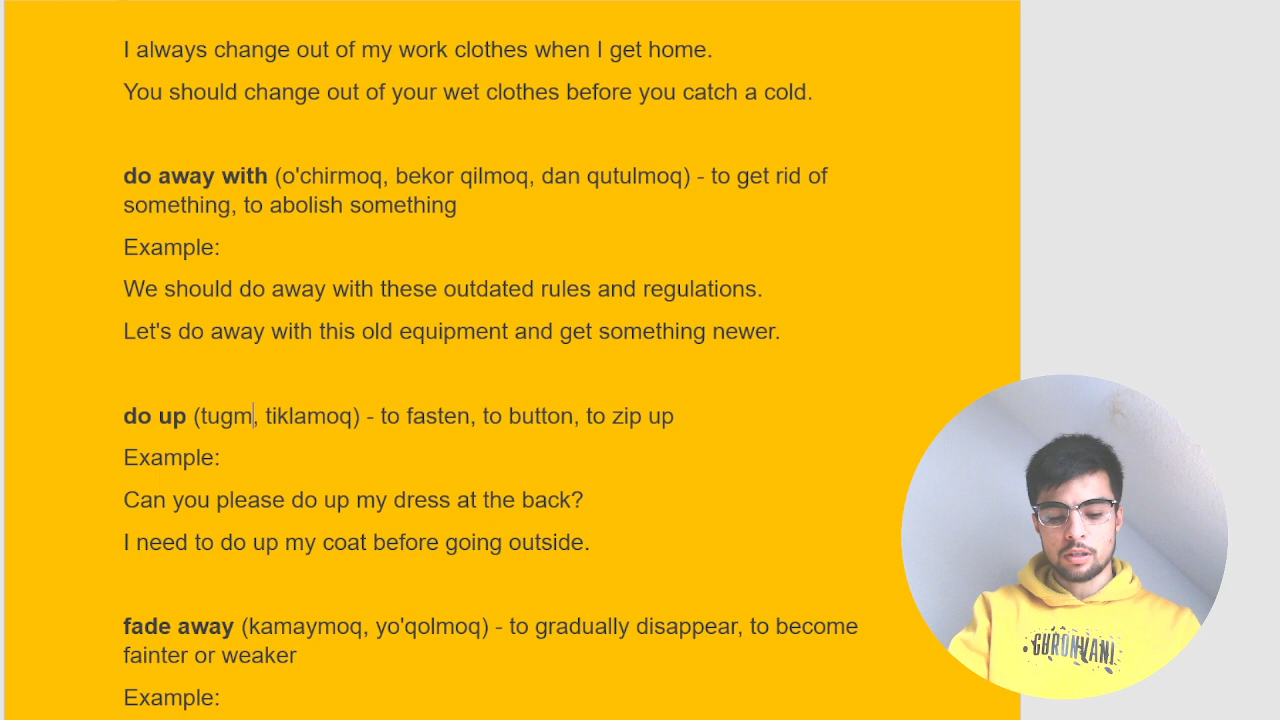 I always change out of my work clothes when I get home.
You should change out of your wet clothes before you catch a cold.
do away with (o'chirmoq, bekor qilmoq, dan qutulmoq) - to get rid of
something, to abolish something
Example:
We should do away with these outdated rules and regulations.
Let's do away with this old equipment and get something newer.
do up (tugm, tiklamoq) - to fasten, to button, to zip up
Example:
Can you please do up my dress at the back?
I need to do up my coat before going outside.
fade away (kamaymoq, yo'qolmoq) - to gradually disappear, to become
fainter or weaker
Example: